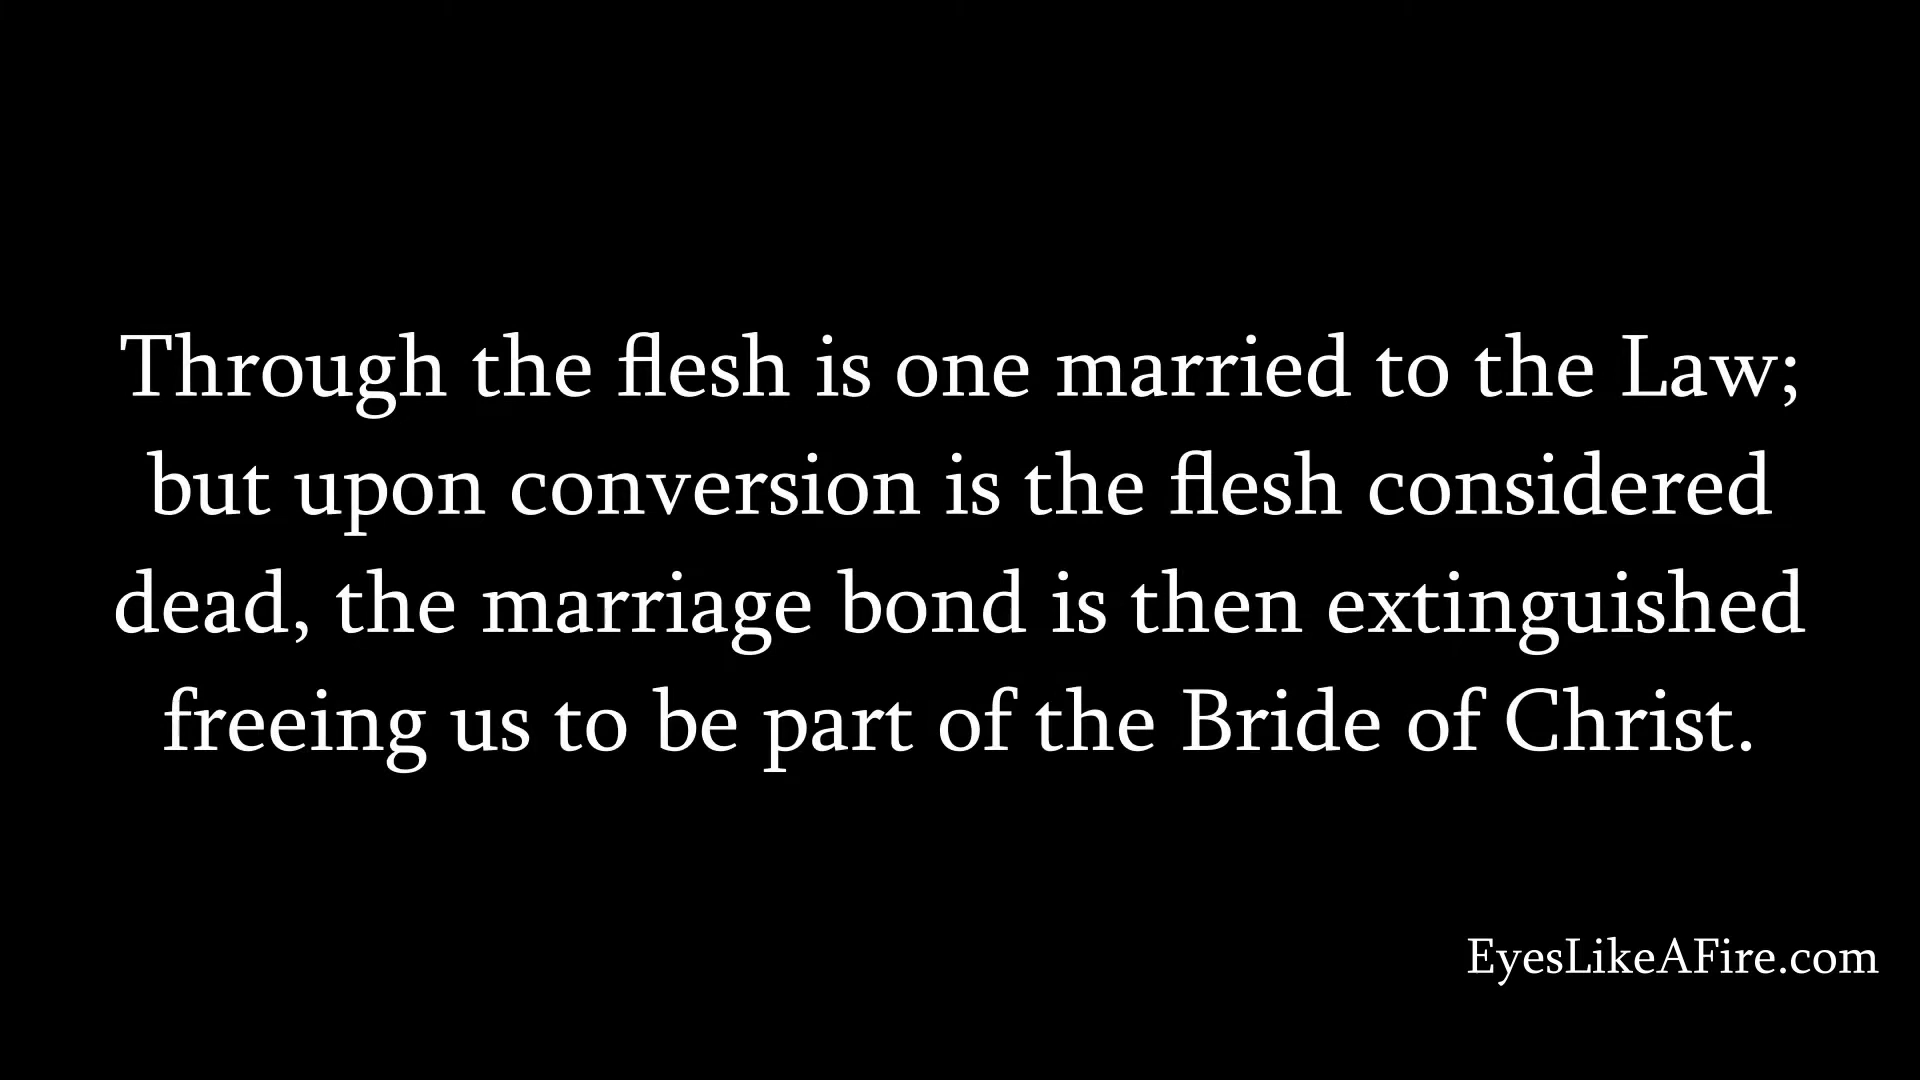 Through the flesh is one married to the Law;
but upon conversion is the flesh considered
dead, the marriage bond is then extinguished
freeing us to be part of the Bride of Christ.
EyesLikeAFire.com